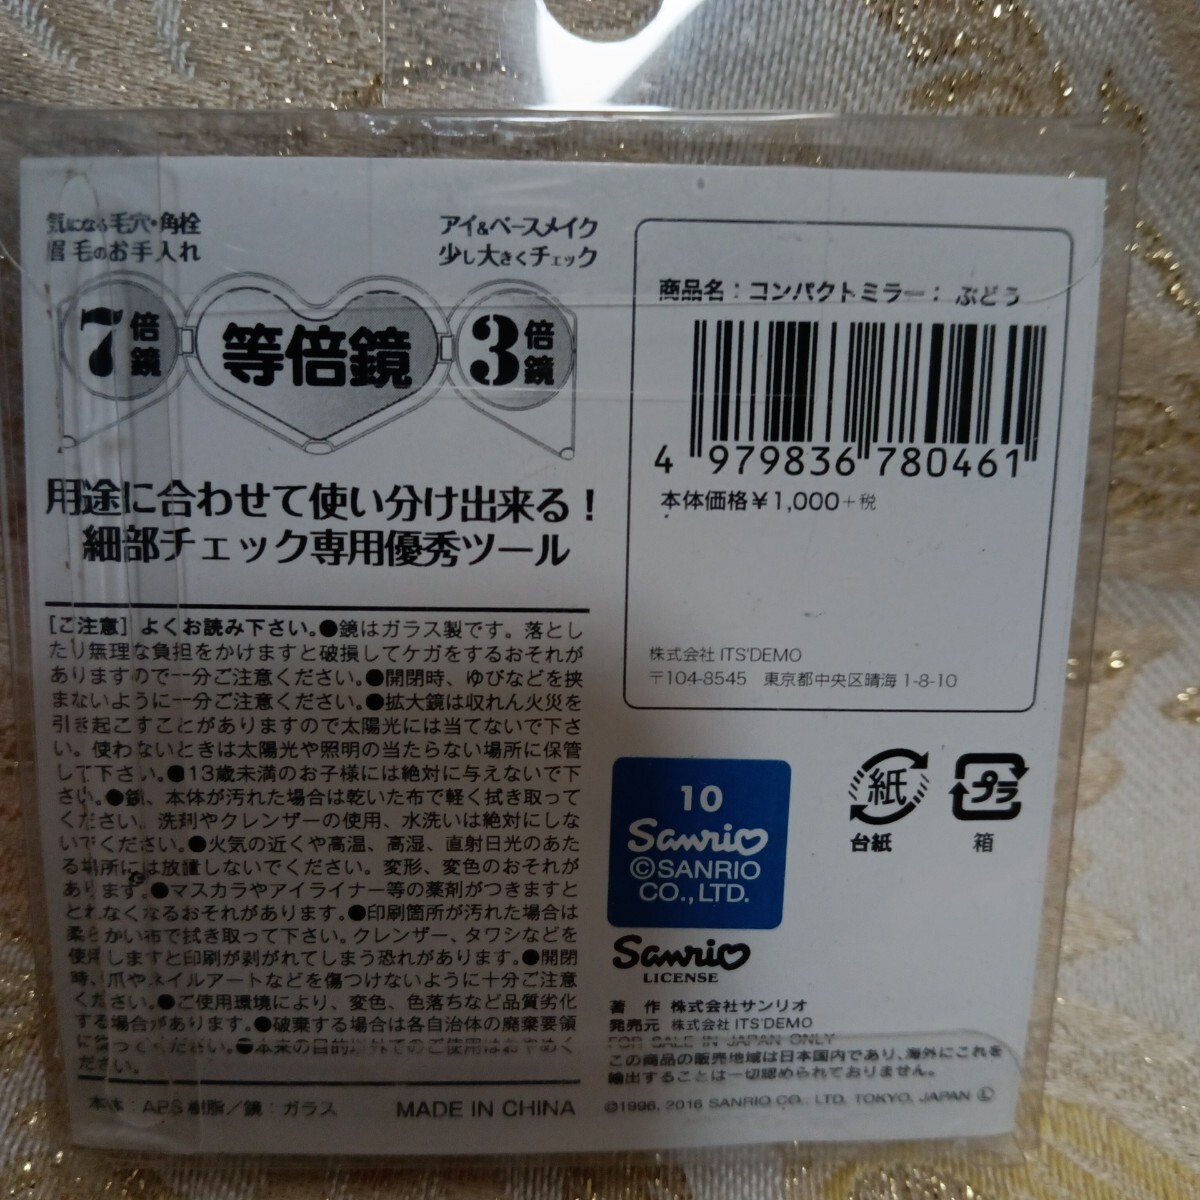 気になる毛穴・角栓
眉毛のお手入れ
アイ&ベースメイク
少し大きくチェック
7倍鏡
等倍鏡
3倍鏡
用途に合わせて使い分け出来る！
細部チェック専用優秀ツール
[ご注意] よくお読み下さい。●鏡はガラス製です。落とし
たり無理な負担をかけますと破損してケガをするおそれが
ありますので一分ご注意ください。●開閉時、ゆびなどを挟
まないように一分ご注意ください。●拡大鏡は収れん火災を
引き起こすことがありますので太陽光には当てないで下さ
い。使わないときは太陽光や照明の当たらない場所に保管
して下さい。●13歳未満のお子様には絶対に与えないで下
さい。●鏡、本体が汚れた場合は乾いた布で軽く拭き取って
ください。洗剤やクレンザーの使用、水洗いは絶対にしな
いでください。●火気の近くや高温、高湿、直射日光のあた
る場所には放置しないでください。変形、変色のおそれが
あります。●マスカラやアイライナー等の薬剤がつきますと
とれなくなるおそれがあります。●印刷箇所が汚れた場合は
柔らかい布で拭き取って下さい。クレンザー、タワシなどを
使用しますと印刷が剥がれてしまう恐れがあります。●開閉
時、爪やネイルアートなどを傷つけないように十分ご注意
ください。●ご使用環境により、変色、色落ちなど品質劣化
する場合があります。●破棄する場合は各自治体の廃棄要領
に従ってください。●本来の目的以外でのご使用はおやめく
ださい。
本体：ABS樹脂／鏡：ガラス
MADE IN CHINA
商品名：コンパクトミラー：ぶどう
4 979836 780461
本体価格￥1,000+税
株式会社 ITS'DEMO
〒104-8545 東京都中央区晴海 1-8-10
10
Sanrio
©SANRIO
CO.,LTD.
紙
台紙
プラ
箱
Sanrio
LICENSE
著 作 株式会社サンリオ
発売元 株式会社 ITS'DEMO
FOR SALE IN JAPAN ONLY
この商品の販売地域は日本国内であり、海外にこれを
輸出することは一切認められておりません。
©1996, 2016 SANRIO CO., LTD. TOKYO, JAPAN Ⓛ